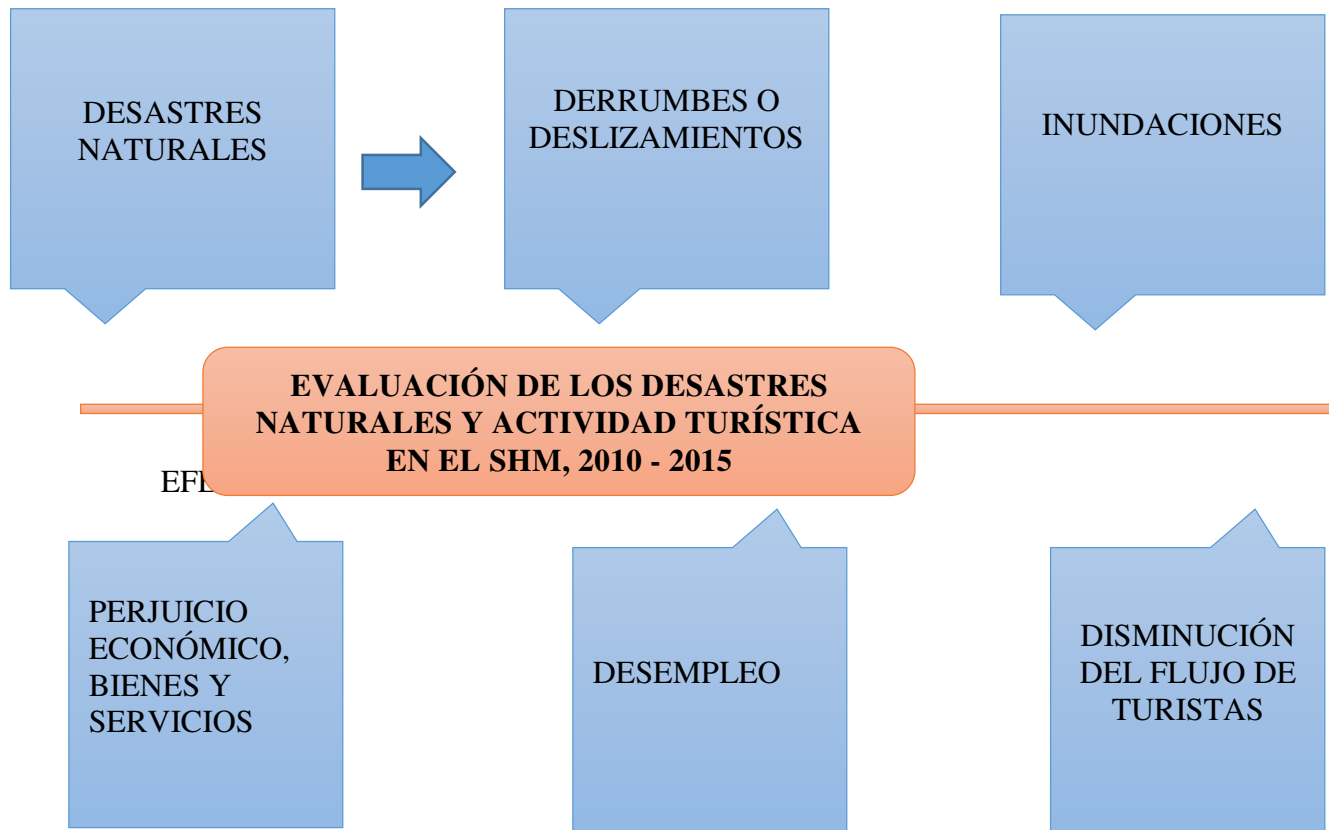 DESASTRES
NATURALES
DERRUMBES O
DESLIZAMIENTOS
INUNDACIONES
EVALUACIÓN DE LOS DESASTRES
NATURALES Y ACTIVIDAD TURÍSTICA
EN EL SHM, 2010 - 2015
PERJUICIO
ECONÓMICO,
BIENES Y
SERVICIOS
DESEMPLEO
DISMINUCIÓN
DEL FLUJO DE
TURISTAS